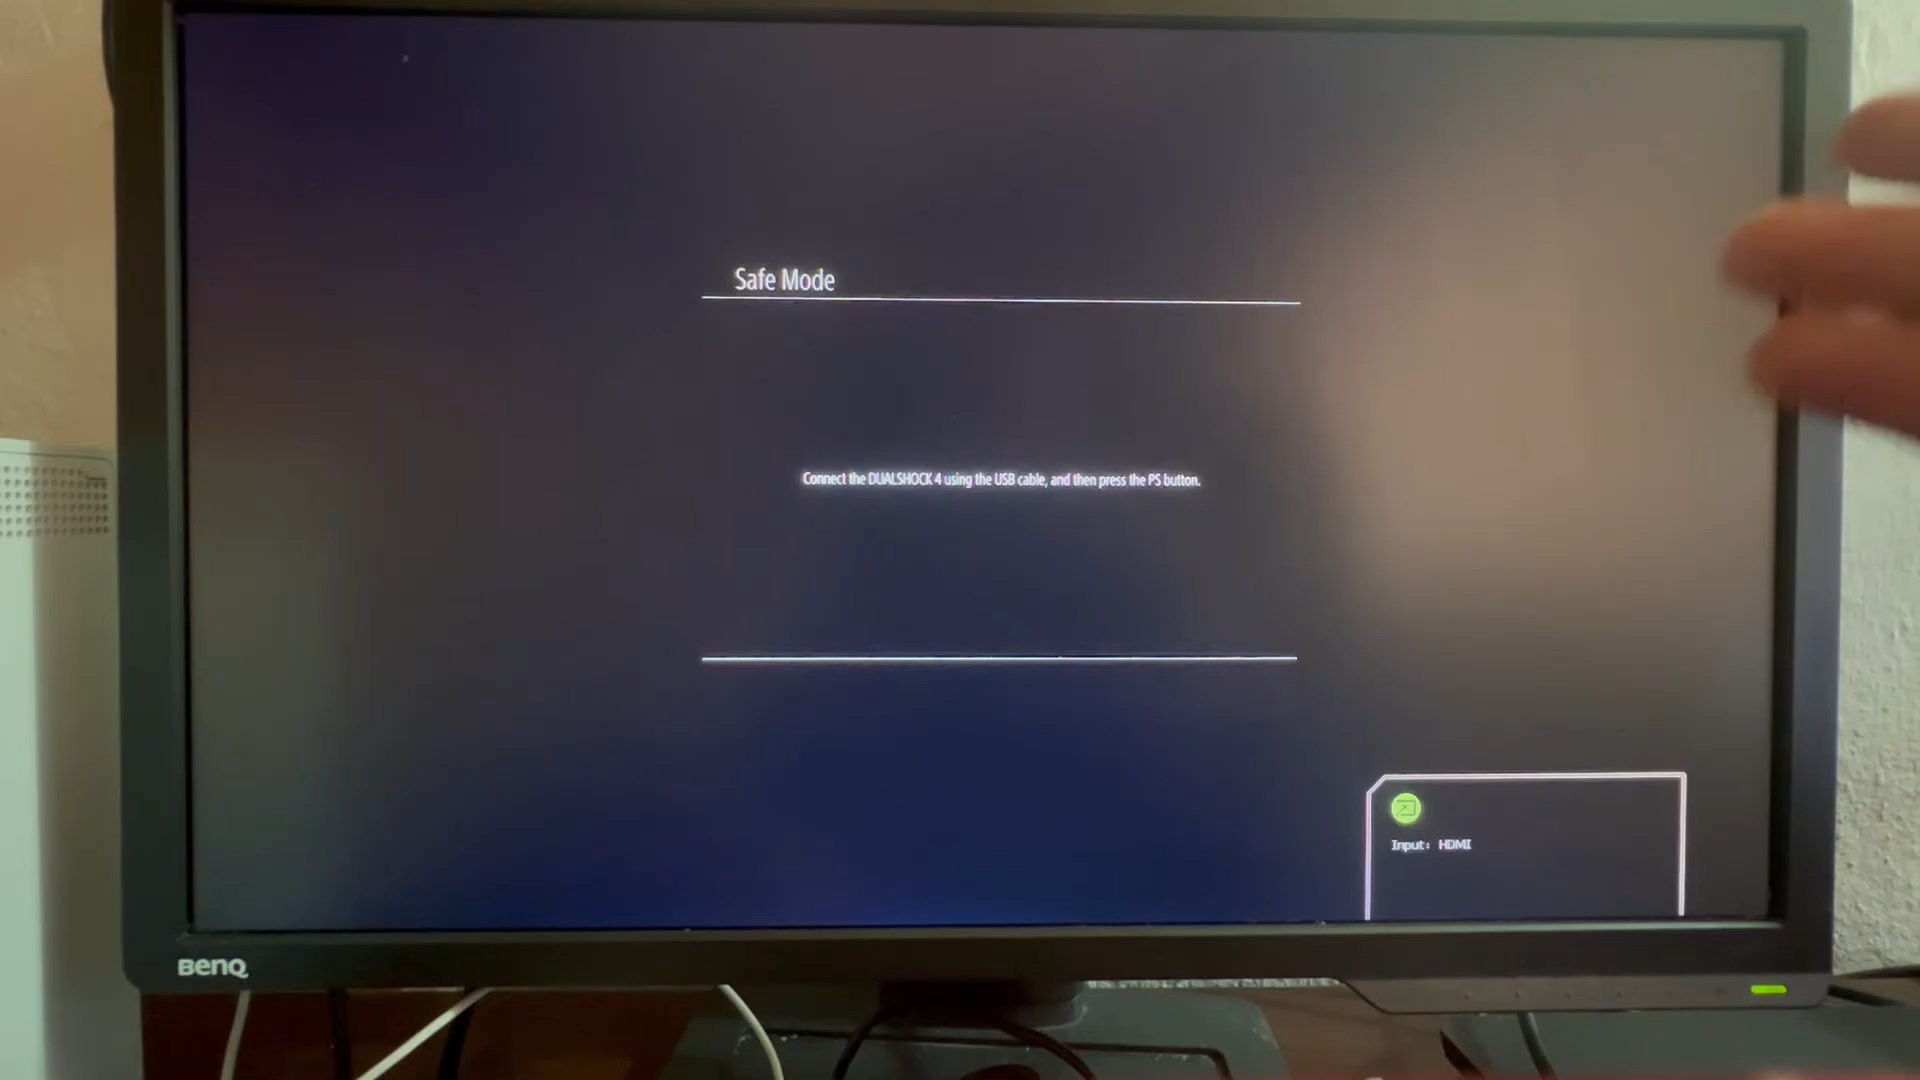 Safe Mode
Connect the DUALSHOCK 4 using the USB cable, and then press the PS button.
Input: HDMI
BenQ